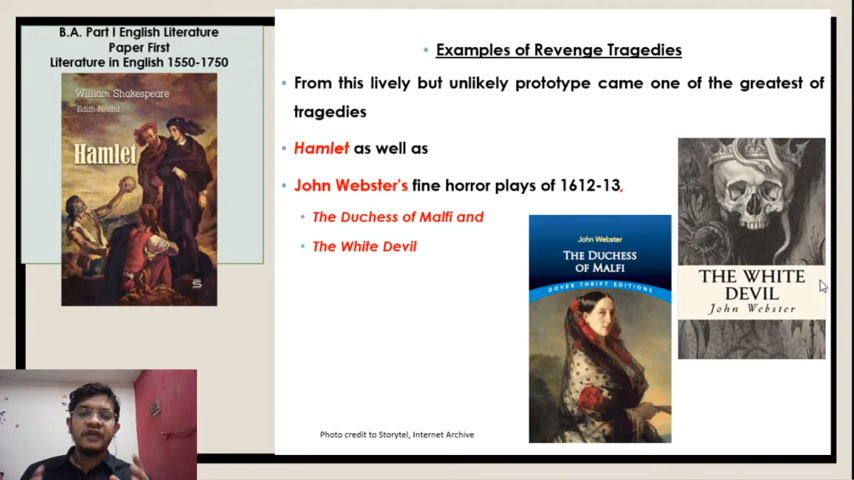 B.A. Part I English Literature
Paper First
Literature in English 1550-1750
William Shakespeare
Edith Nesbit
Hamlet
S
Examples of Revenge Tragedies
From this lively but unlikely prototype came one of the greatest of
tragedies
Hamlet as well as
John Webster's fine horror plays of 1612-13,
The Duchess of Malfi and
The White Devil
John Webster
THE DUCHESS
OF MALFI
DOVER THRIFT EDITIONS
THE WHITE
DEVIL
John Webster
Photo credit to Storytel, Internet Archive